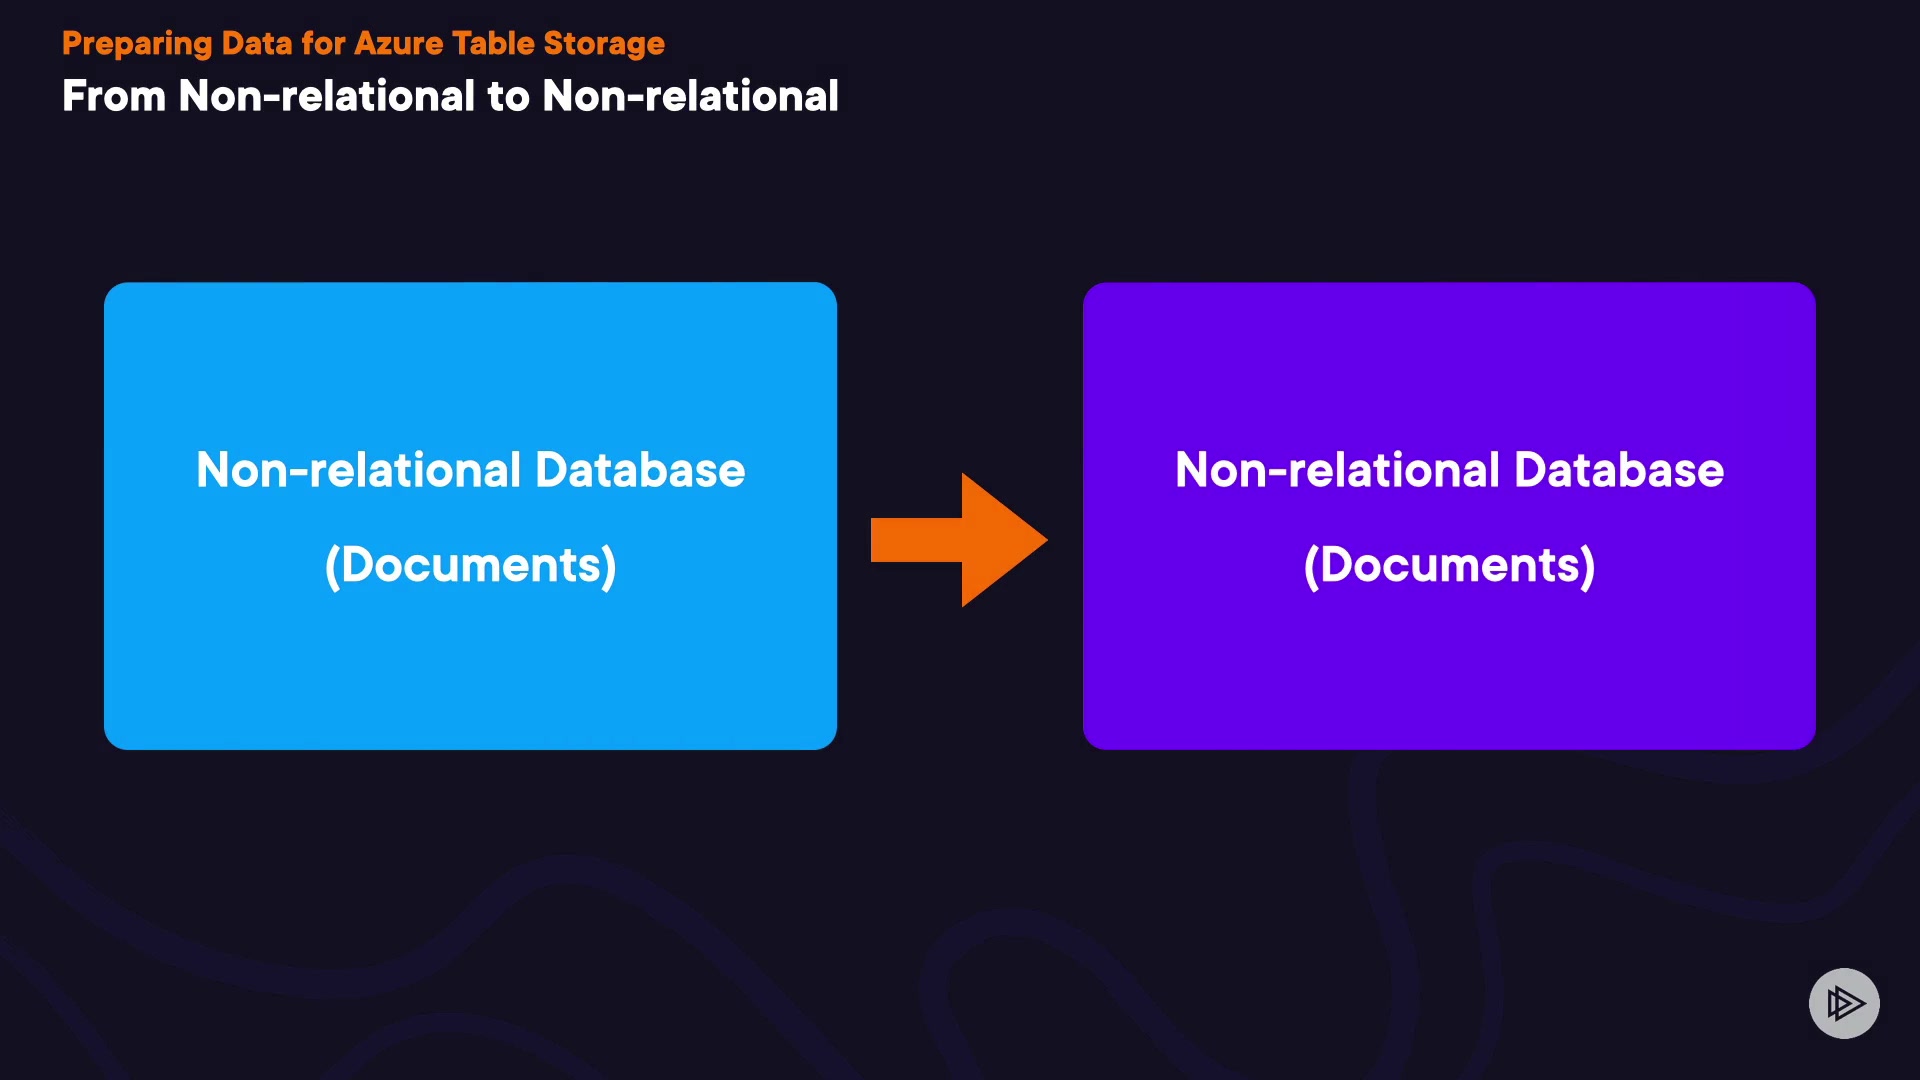 Preparing Data for Azure Table Storage
From Non-relational to Non-relational
Non-relational Database
(Documents)
Non-relational Database
(Documents)